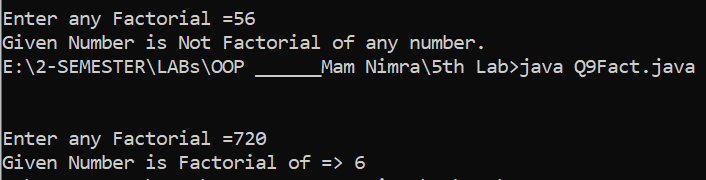 Enter any Factorial =56
Given Number is Not Factorial of any number.
E:\2-SEMESTER\LABs\OOP ______Mam Nimra\5th Lab>java Q9Fact.java
Enter any Factorial =720
Given Number is Factorial of => 6